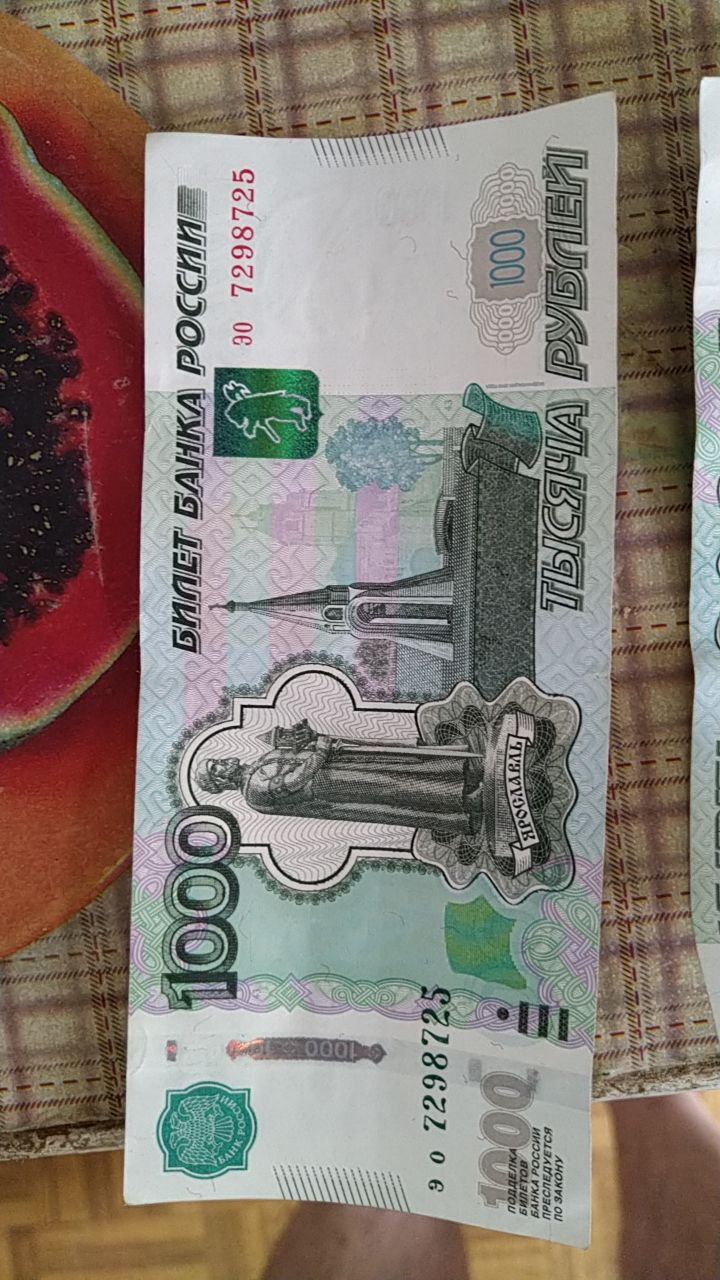 1000
БИЛЕТ БАНКА РОССИИ
БАНК РОССИИ
эо 7298725
1000
э о 7298725
1000
ПОДДЕЛКА
БИЛЕТОВ
БАНКА РОССИИ
ПРЕСЛЕДУЕТСЯ
ПО ЗАКОНУ
ЯРОСЛАВЛЬ
43
1000 1000 1000
ТЫСЯЧА РУБЛЕЙ